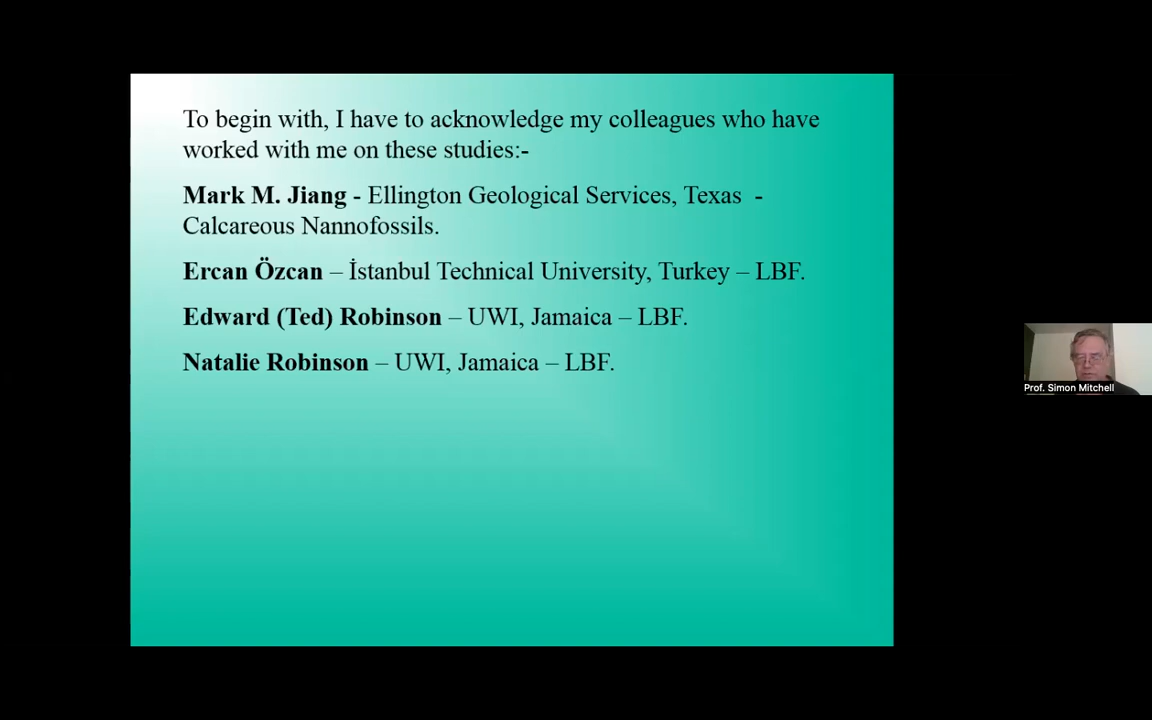 To begin with, I have to acknowledge my colleagues who have
worked with me on these studies:-
Mark M. Jiang - Ellington Geological Services, Texas -
Calcareous Nannofossils.
Ercan Özcan – İstanbul Technical University, Turkey – LBF.
Edward (Ted) Robinson – UWI, Jamaica – LBF.
Natalie Robinson – UWI, Jamaica – LBF.
Prof. Simon Mitchell